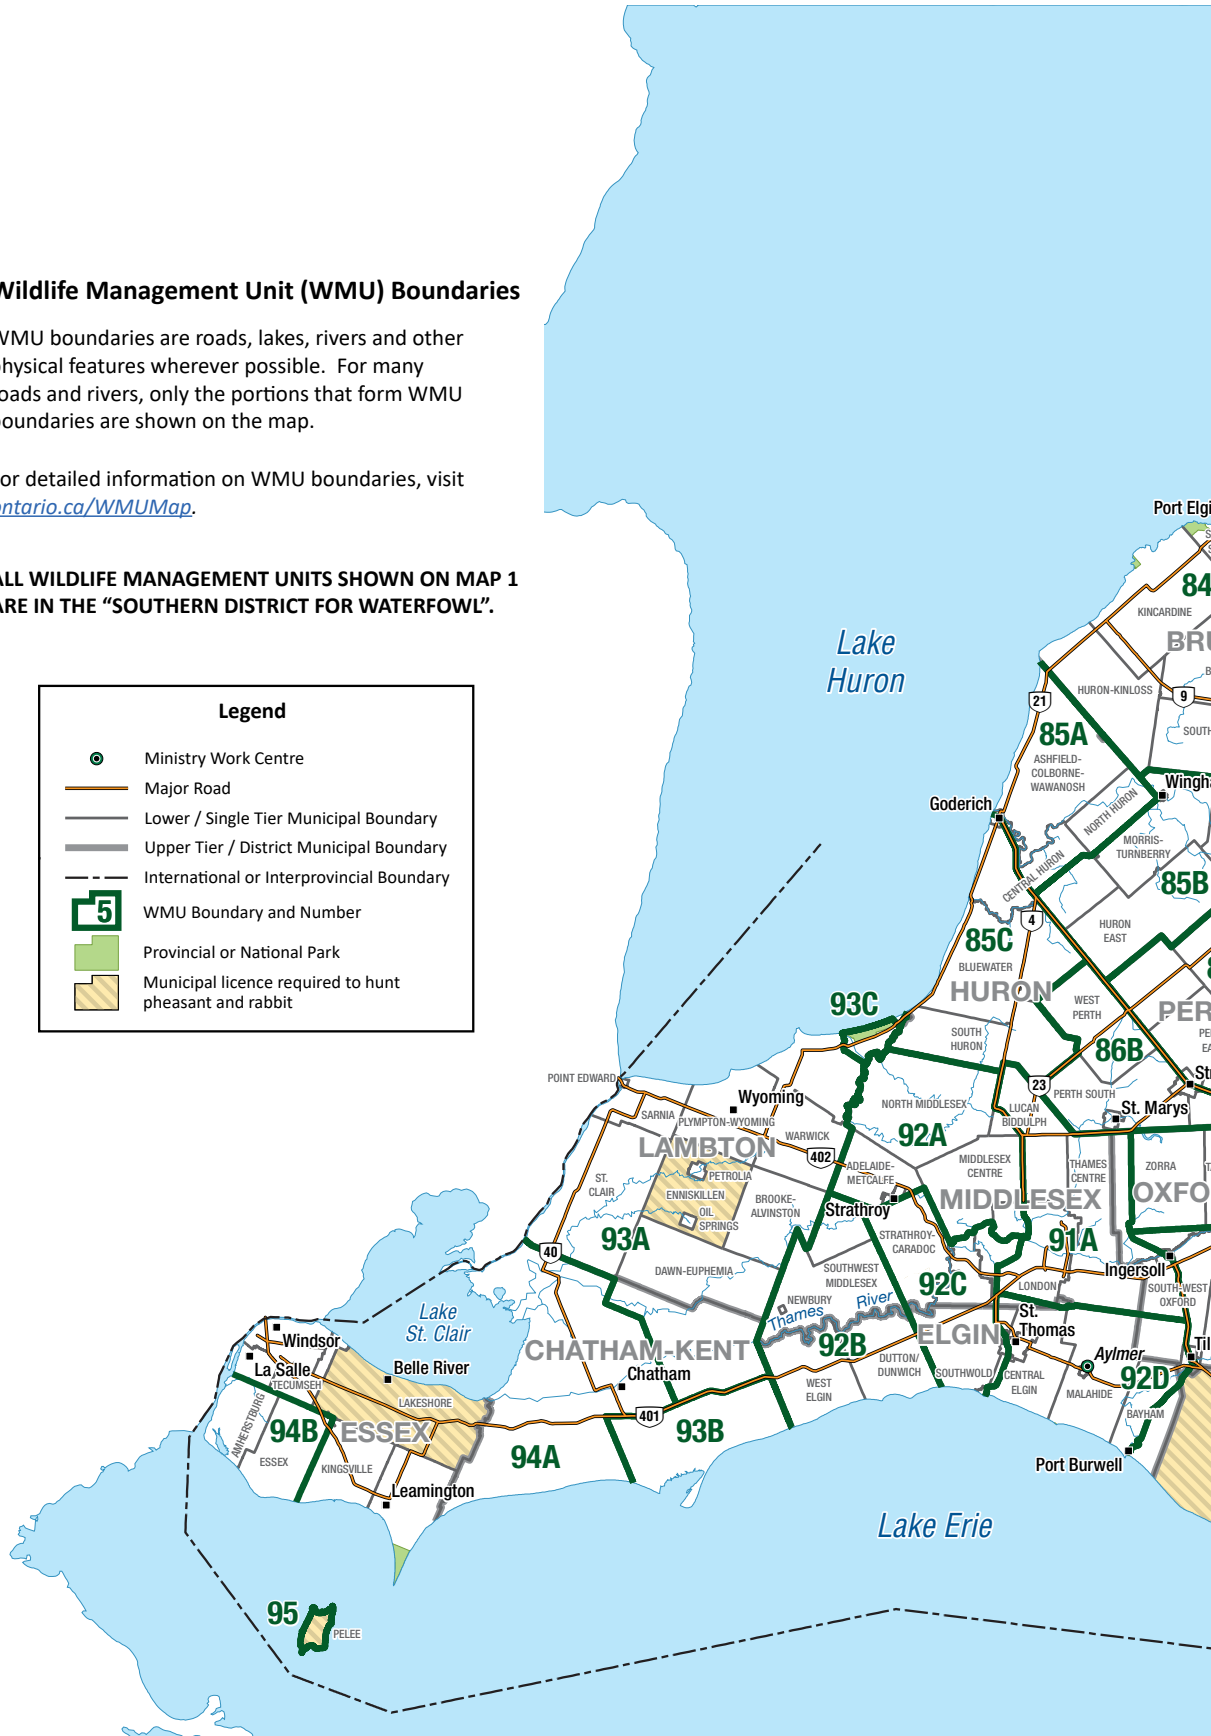 Wildlife Management Unit (WMU) Boundaries
WMU boundaries are roads, lakes, rivers and other
physical features wherever possible.  For many
roads and rivers, only the portions that form WMU
boundaries are shown on the map.
For detailed information on WMU boundaries, visit
ontario.ca/WMUMap.
ALL WILDLIFE MANAGEMENT UNITS SHOWN ON MAP 1
ARE IN THE “SOUTHERN DISTRICT FOR WATERFOWL”.
Legend
Ministry Work Centre
Major Road
Lower / Single Tier Municipal Boundary
Upper Tier / District Municipal Boundary
International or Interprovincial Boundary
5 WMU Boundary and Number
Provincial or National Park
Municipal licence required to hunt
pheasant and rabbit
Port Elgi
84
KINCARDINE
BRU
Lake
Huron
HURON-KINLOSS
9
21
SOUTH
85A
ASHFIELD-
COLBORNE-
WAWANOSH
Wingha
Goderich
NORTH HURON
MORRIS-
TURNBERRY
CENTRAL HURON
85B
4
HURON
EAST
85C
BLUEWATER
HURON
93C
WEST
PERTH
PER
SOUTH
HURON
86B
POINT EDWARD
23
Str
Wyoming
PERTH SOUTH
SARNIA
NORTH MIDDLESEX
LUCAN
BIDDULPH
St. Marys
PLYMPTON-WYOMING
92A
WARWICK
LAMBTON
402
MIDDLESEX
CENTRE
THAMES
CENTRE
ZORRA
ADELAIDE-
METCALFE
PETROLIA
ST.
CLAIR
ENNISKILLEN
BROOKE-
ALVINSTON
MIDDLESEX
OXFO
OIL
SPRINGS
Strathroy
STRATHROY-
CARADOC
93A
91A
40
DAWN-EUPHEMIA
SOUTHWEST
MIDDLESEX
Ingersoll
92C
LONDON
SOUTH-WEST
OXFORD
NEWBURY
Thames River
Lake
St. Clair
St.
Thomas
Windsor
CHATHAM-KENT
92B
ELGIN
Til
Aylmer
La Salle
Belle River
Chatham
DUTTON/
DUNWICH
SOUTHWOLD
CENTRAL
ELGIN
92D
TECUMSEH
WEST
ELGIN
MALAHIDE
LAKESHORE
AMHERSTBURG
401
BAYHAM
94B
ESSEX
93B
ESSEX
KINGSVILLE
94A
Port Burwell
Leamington
Lake Erie
95
PELEE